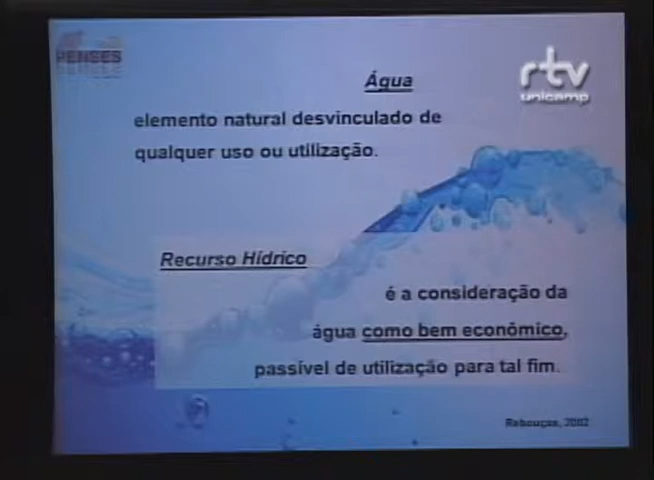 PENSES
rtv
unicamp
Água
elemento natural desvinculado de
qualquer uso ou utilização.
Recurso Hídrico
é a consideração da
água como bem econômico,
passível de utilização para tal fim.
Rebouças, 2002